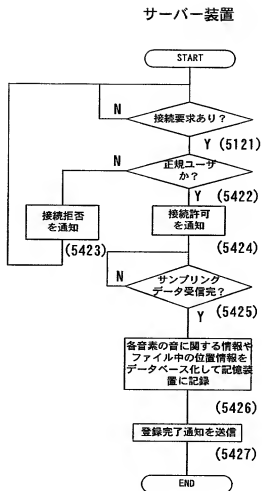 サーバー装置
START
N
接続要求あり?
Y
(5121)
N
正規ユーザ
か?
Y
(5422)
接続拒否
を通知
(5423)
接続許可
を通知
(5424)
N
サンプリング
データ受信完?
(5425)
Y
各音素の音に関する情報や
ファイル中の位置情報を
データベース化して記憶装
置に記録
(5426)
登録完了通知を送信
(5427)
END